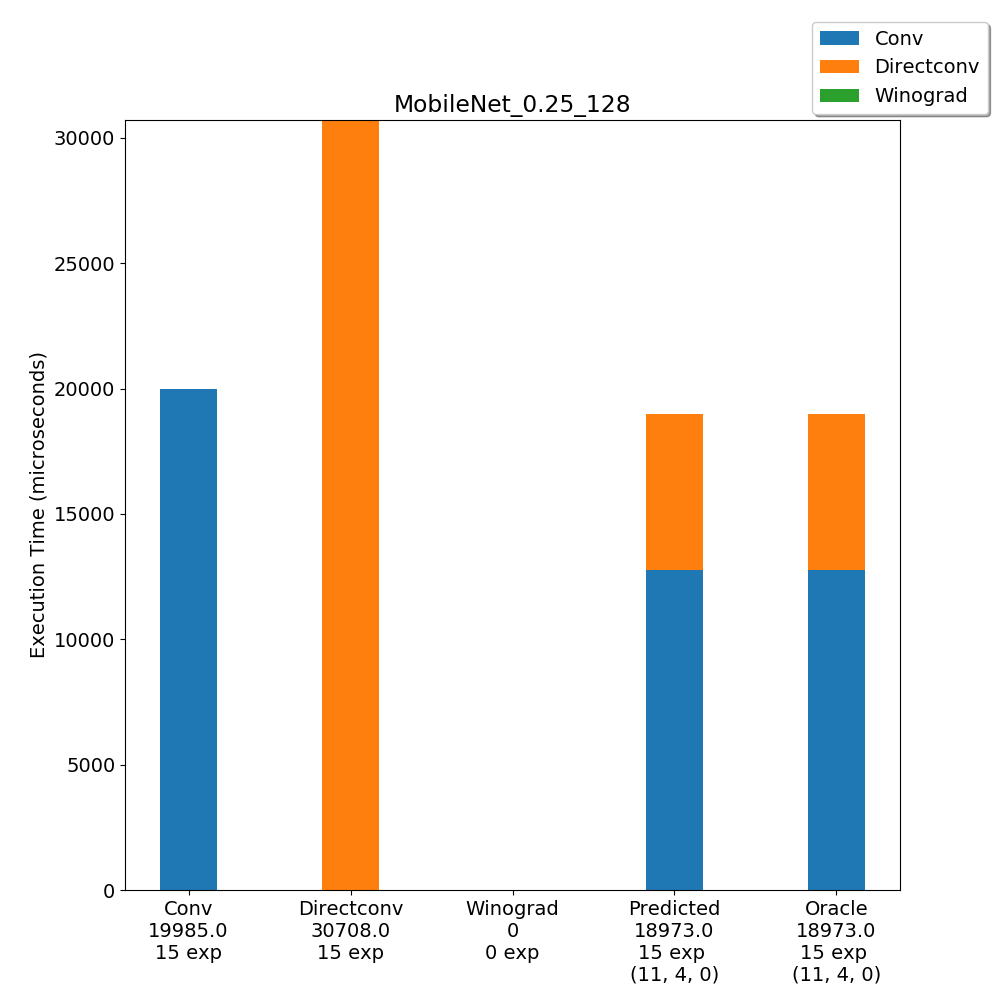 Conv
Directconv
Winograd
MobileNet_0.25_128
Execution Time (microseconds)
30000
25000
20000
15000
10000
5000
0
Conv
19985.0
15 exp
Directconv
30708.0
15 exp
Winograd
0
0 exp
Predicted
18973.0
15 exp
(11, 4, 0)
Oracle
18973.0
15 exp
(11, 4, 0)